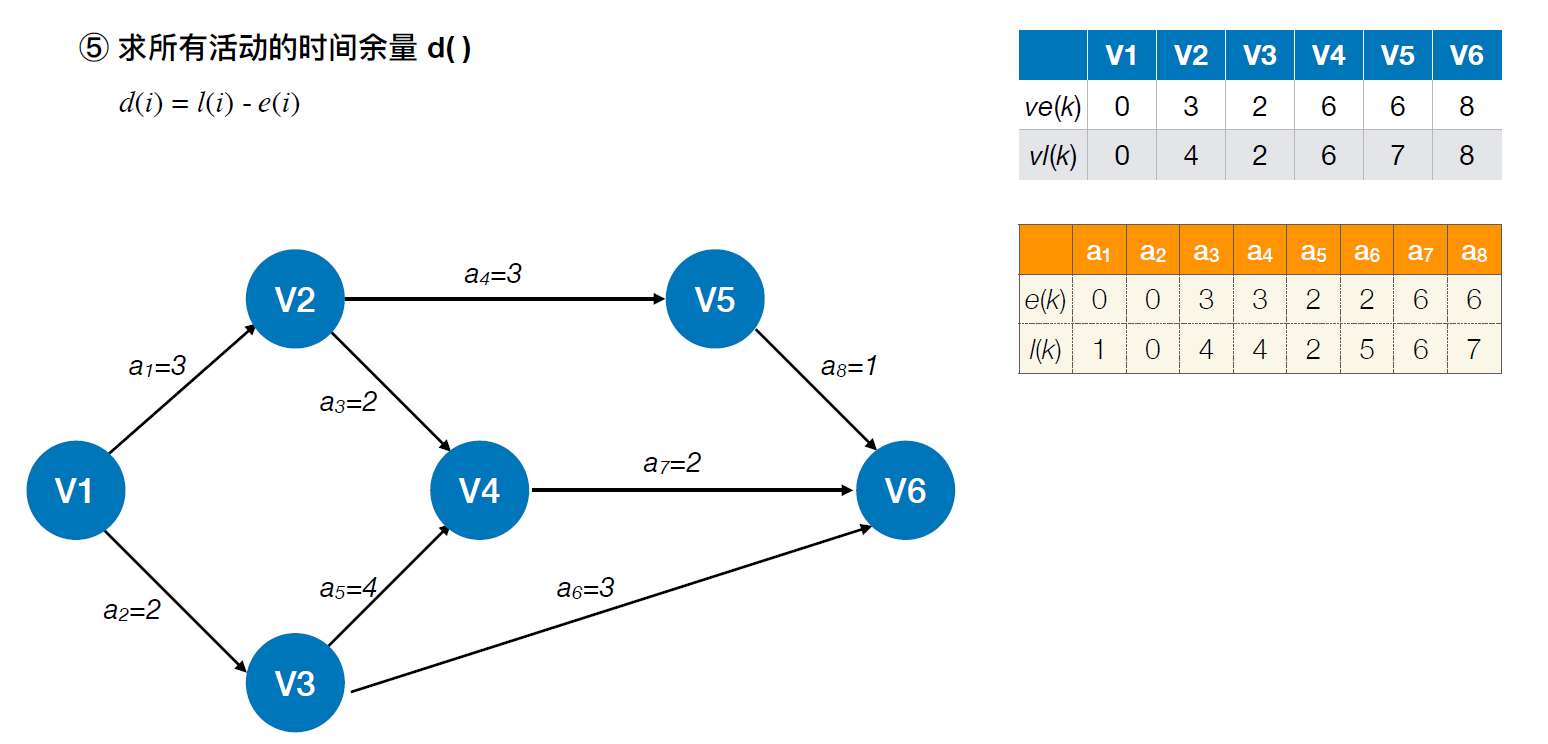 ⑤ 求所有活动的时间余量 d( )
d(i) = l(i) - e(i)
V1 V2 V3 V4 V5 V6
ve(k) 0 3 2 6 6 8
vl(k) 0 4 2 6 7 8
a₁ a₂ a₃ a₄ a₅ a₆ a₇ a₈
e(k) 0 0 3 3 2 2 6 6
l(k) 1 0 4 4 2 5 6 7
a₄=3
V2
V5
a₁=3
a₃=2
a₈=1
a₇=2
V1
V4
V6
a₂=2
a₅=4
a₆=3
V3